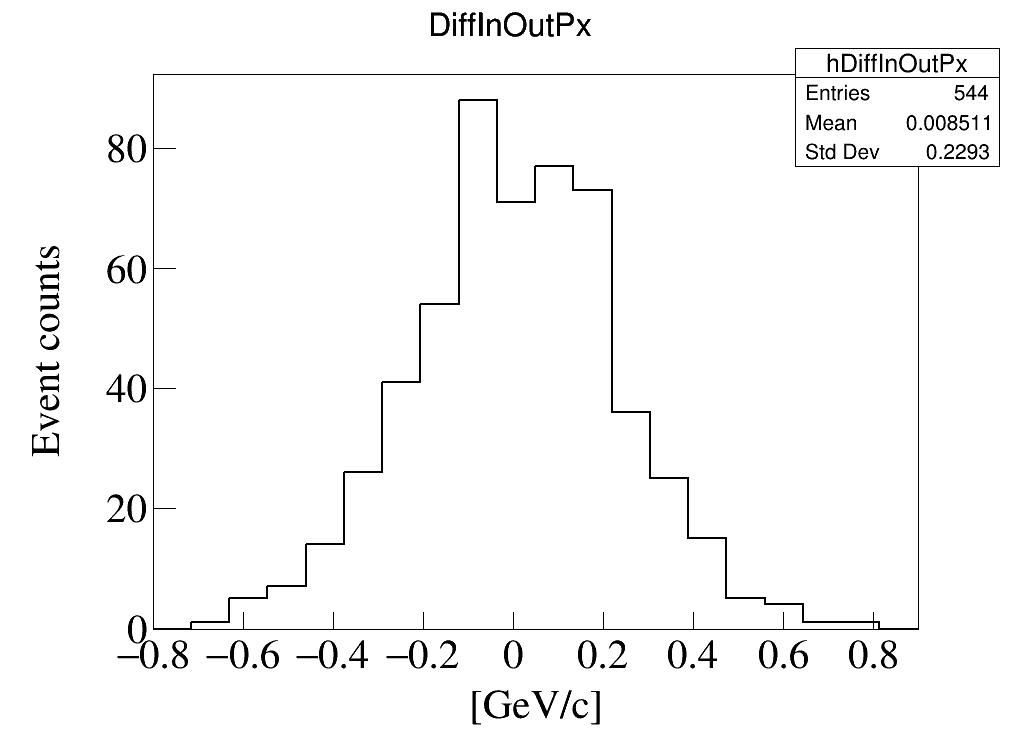 DiffInOutPx
hDiffInOutPx
Entries 544
Mean 0.008511
Std Dev 0.2293
80
60
40
20
0
Event counts
−0.8 −0.6 −0.4 −0.2 0 0.2 0.4 0.6 0.8
[GeV/c]